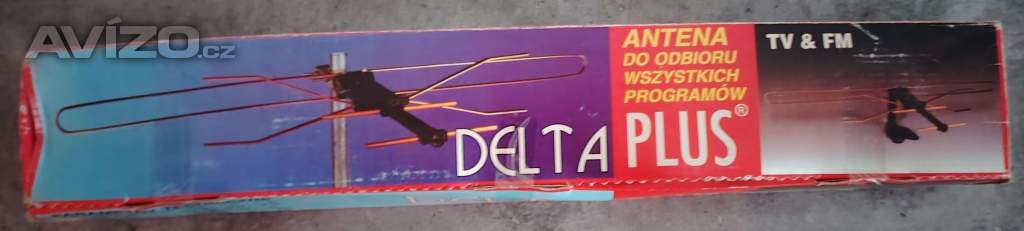 AVÍZO.cz
ANTENA
DO ODBIORU
WSZYSTKICH
PROGRAMÓW
TV & FM
DELTA PLUS®